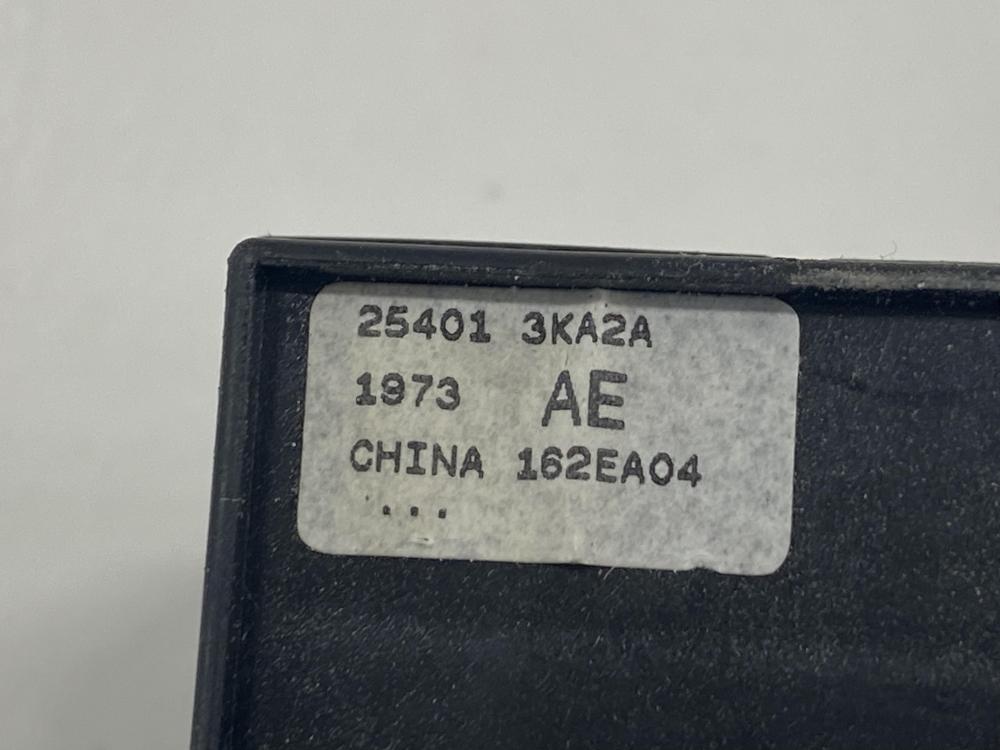 25401 3KA2A
1973 AE
CHINA 162EA04
'...